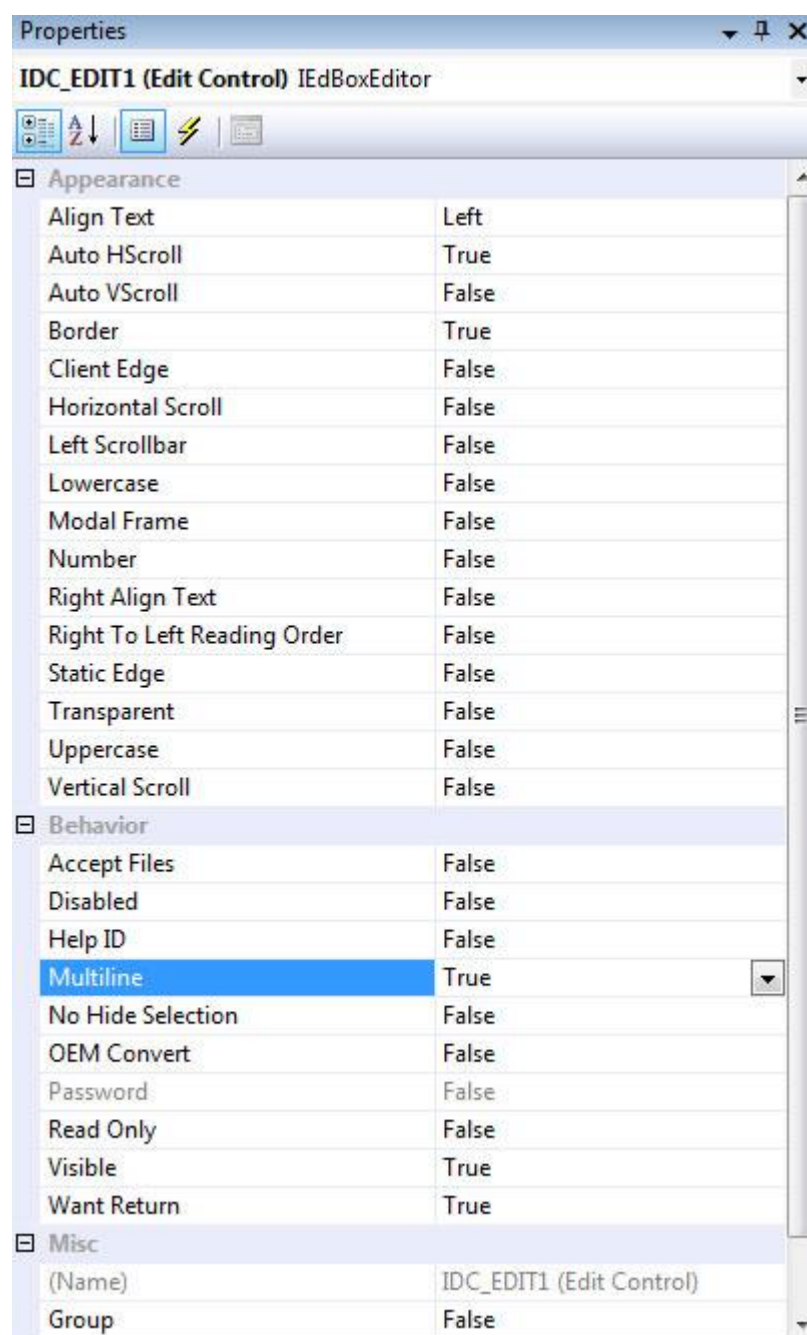 Properties
IDC_EDIT1 (Edit Control) IEdBoxEditor
Appearance
Align Text Left
Auto HScroll True
Auto VScroll False
Border True
Client Edge False
Horizontal Scroll False
Left Scrollbar False
Lowercase False
Modal Frame False
Number False
Right Align Text False
Right To Left Reading Order False
Static Edge False
Transparent False
Uppercase False
Vertical Scroll False
Behavior
Accept Files False
Disabled False
Help ID False
Multiline True
No Hide Selection False
OEM Convert False
Password False
Read Only False
Visible True
Want Return True
Misc
(Name) IDC_EDIT1 (Edit Control)
Group False